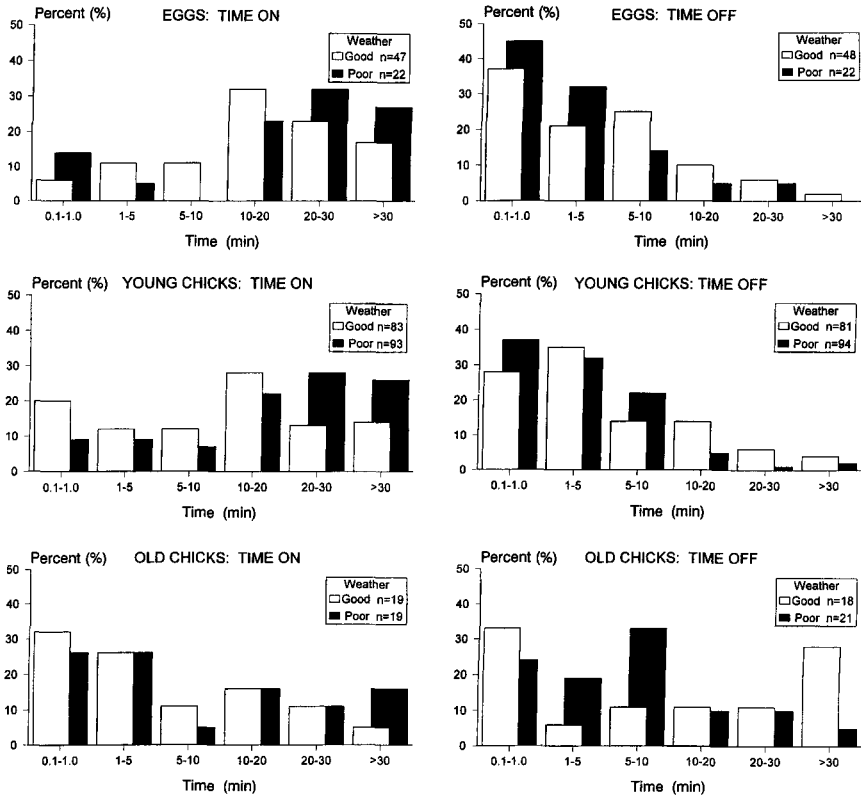 Percent (%) EGGS: TIME ON
50
40
30
20
10
0
Weather
Good n=47
Poor n=22
0.1-1.0 1-5 5-10 10-20 20-30 >30
Time (min)
Percent (%) EGGS: TIME OFF
50
40
30
20
10
0
Weather
Good n=48
Poor n=22
0.1-1.0 1-5 5-10 10-20 20-30 >30
Time (min)
Percent (%) YOUNG CHICKS: TIME ON
50
40
30
20
10
0
Weather
Good n=83
Poor n=93
0.1-1.0 1-5 5-10 10-20 20-30 >30
Time (min)
Percent (%) YOUNG CHICKS: TIME OFF
50
40
30
20
10
0
Weather
Good n=81
Poor n=94
0.1-1.0 1-5 5-10 10-20 20-30 >30
Time (min)
Percent (%) OLD CHICKS: TIME ON
50
40
30
20
10
0
Weather
Good n=19
Poor n=19
0.1-1.0 1-5 5-10 10-20 20-30 >30
Time (min)
Percent (%) OLD CHICKS: TIME OFF
50
40
30
20
10
0
Weather
Good n=18
Poor n=21
0.1-1.0 1-5 5-10 10-20 20-30 >30
Time (min)